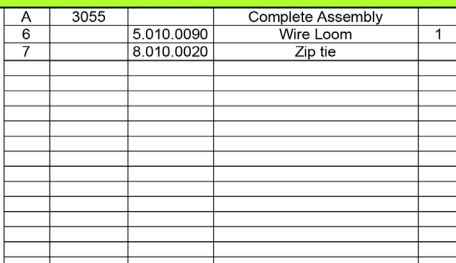 A 3055 Complete Assembly
6 5.010.0090 Wire Loom 1
7 8.010.0020 Zip tie